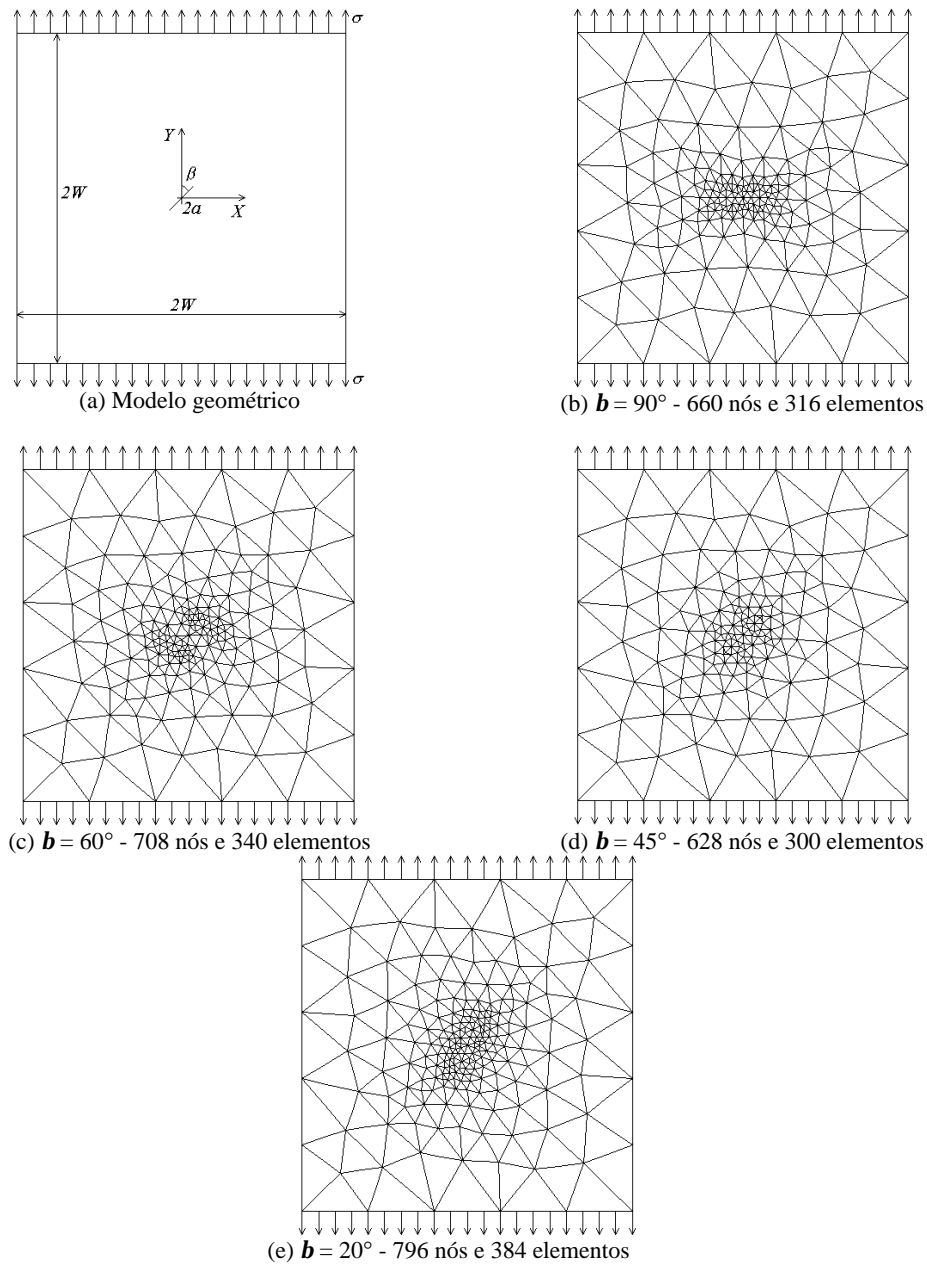 σ
Y
β
2W
2a
X
2W
σ
(a) Modelo geométrico
(b) b = 90° - 660 nós e 316 elementos
(c) b = 60° - 708 nós e 340 elementos
(d) b = 45° - 628 nós e 300 elementos
(e) b = 20° - 796 nós e 384 elementos